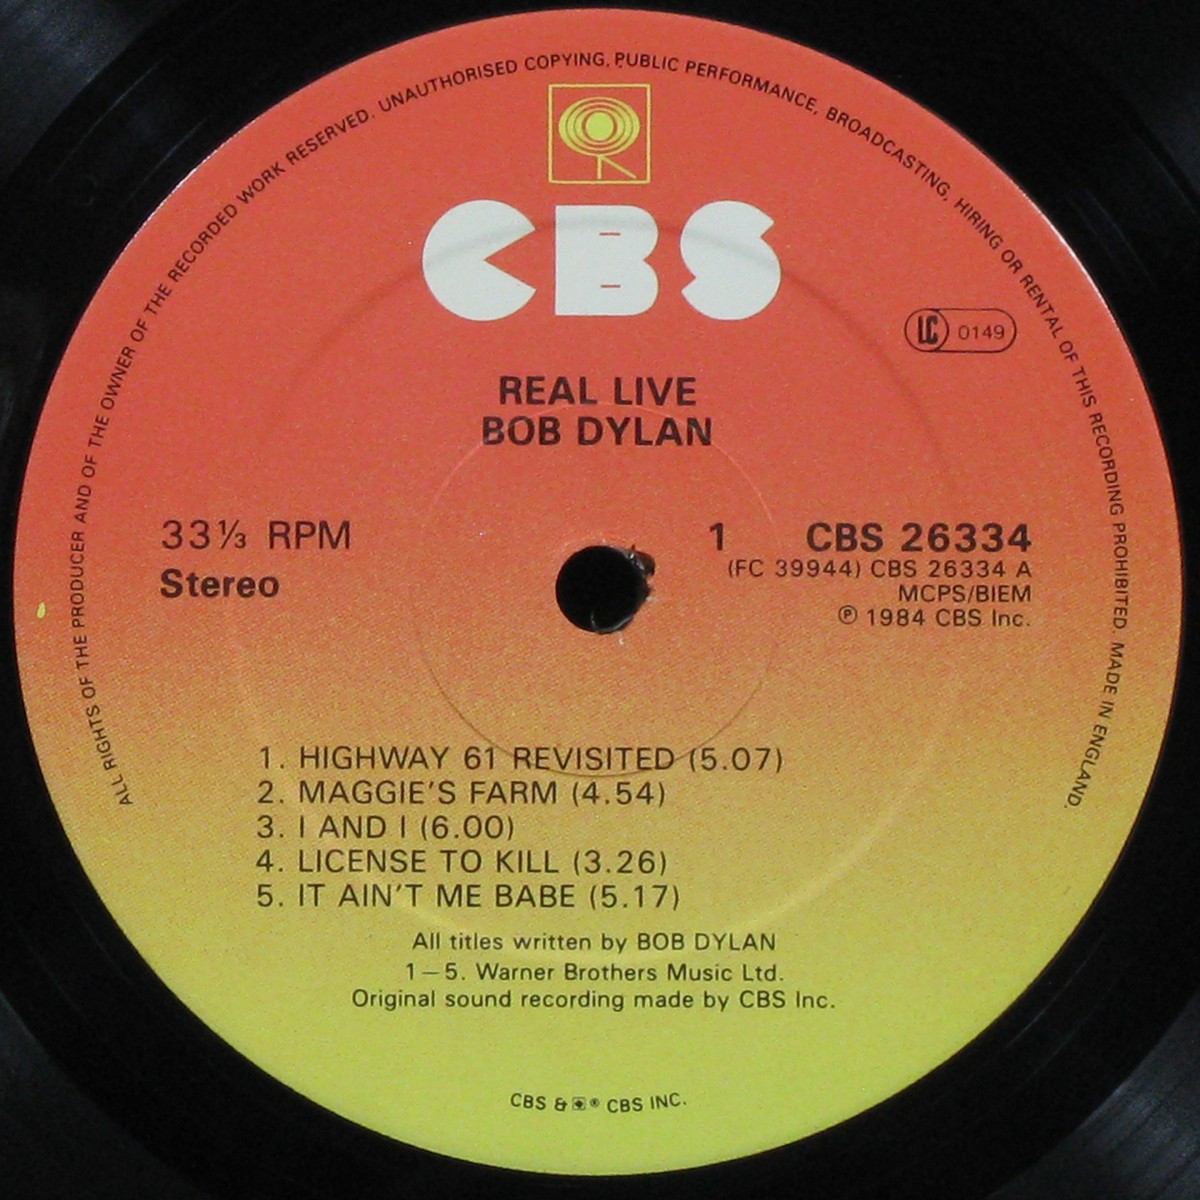 ALL RIGHTS OF THE PRODUCER AND OF THE OWNER OF THE RECORDED WORK RESERVED. UNAUTHORISED COPYING, PUBLIC PERFORMANCE, BROADCASTING, HIRING OR RENTAL OF THIS RECORDING PROHIBITED. MADE IN ENGLAND.
CBS
LC 0149
REAL LIVE
BOB DYLAN
33⅓ RPM
Stereo
1 CBS 26334
(FC 39944) CBS 26334 A
MCPS/BIEM
℗ 1984 CBS Inc.
1. HIGHWAY 61 REVISITED (5.07)
2. MAGGIE'S FARM (4.54)
3. I AND I (6.00)
4. LICENSE TO KILL (3.26)
5. IT AIN'T ME BABE (5.17)
All titles written by BOB DYLAN
1–5. Warner Brothers Music Ltd.
Original sound recording made by CBS Inc.
CBS & ® CBS INC.